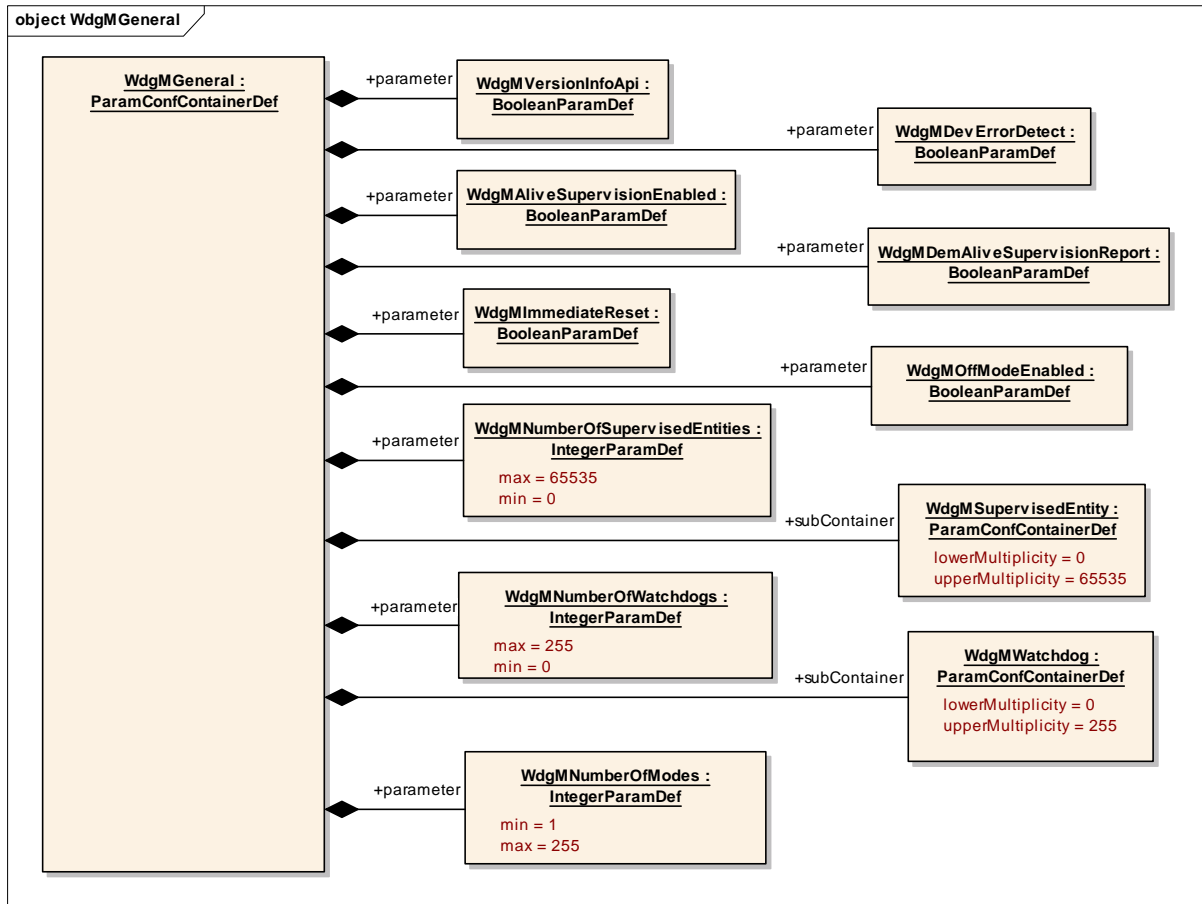 object WdgMGeneral
WdgMGeneral :
ParamConfContainerDef
+parameter
WdgMVersionInfoApi :
BooleanParamDef
+parameter
WdgMDevErrorDetect :
BooleanParamDef
+parameter
WdgMAliveSupervisionEnabled :
BooleanParamDef
+parameter
WdgMDemAliveSupervisionReport :
BooleanParamDef
+parameter
WdgMImmediateReset :
BooleanParamDef
+parameter
WdgMOffModeEnabled :
BooleanParamDef
+parameter
WdgMNumberOfSupervisedEntities :
IntegerParamDef
max = 65535
min = 0
+subContainer
WdgMSupervisedEntity :
ParamConfContainerDef
lowerMultiplicity = 0
upperMultiplicity = 65535
+parameter
WdgMNumberOfWatchdogs :
IntegerParamDef
max = 255
min = 0
+subContainer
WdgMWatchdog :
ParamConfContainerDef
lowerMultiplicity = 0
upperMultiplicity = 255
+parameter
WdgMNumberOfModes :
IntegerParamDef
min = 1
max = 255